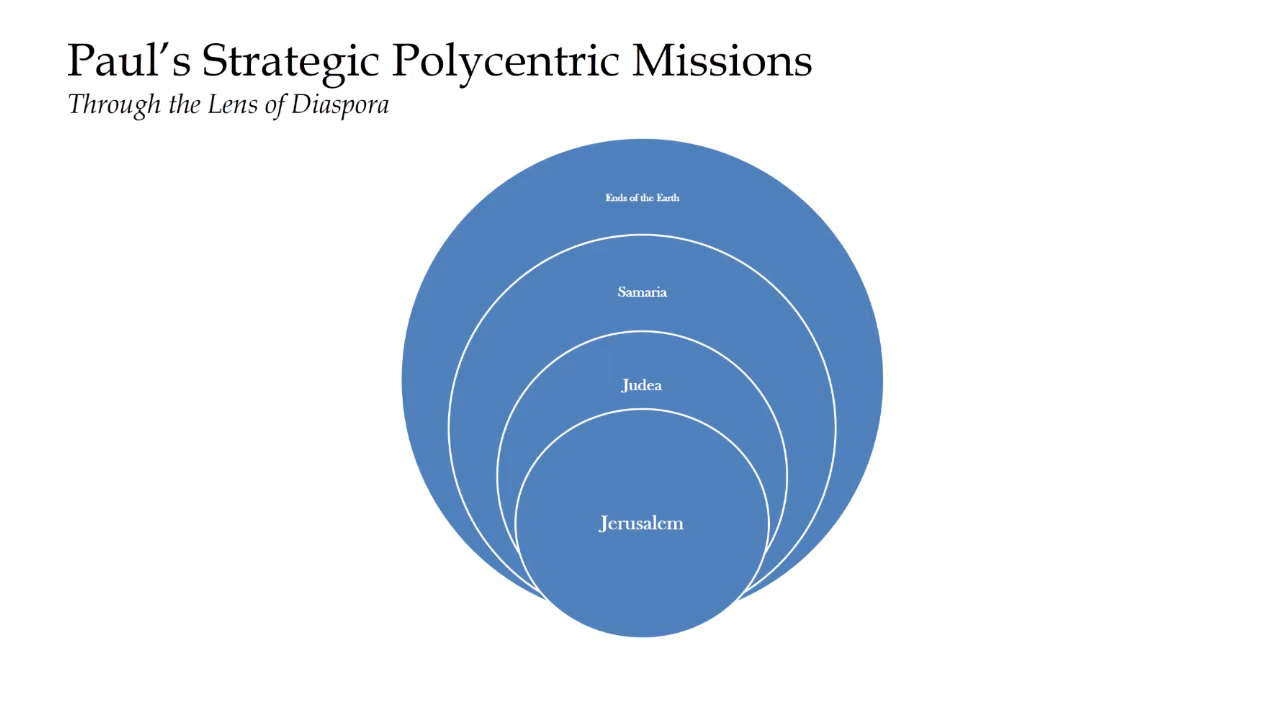 Paul’s Strategic Polycentric Missions
Through the Lens of Diaspora
Ends of the Earth
Samaria
Judea
Jerusalem